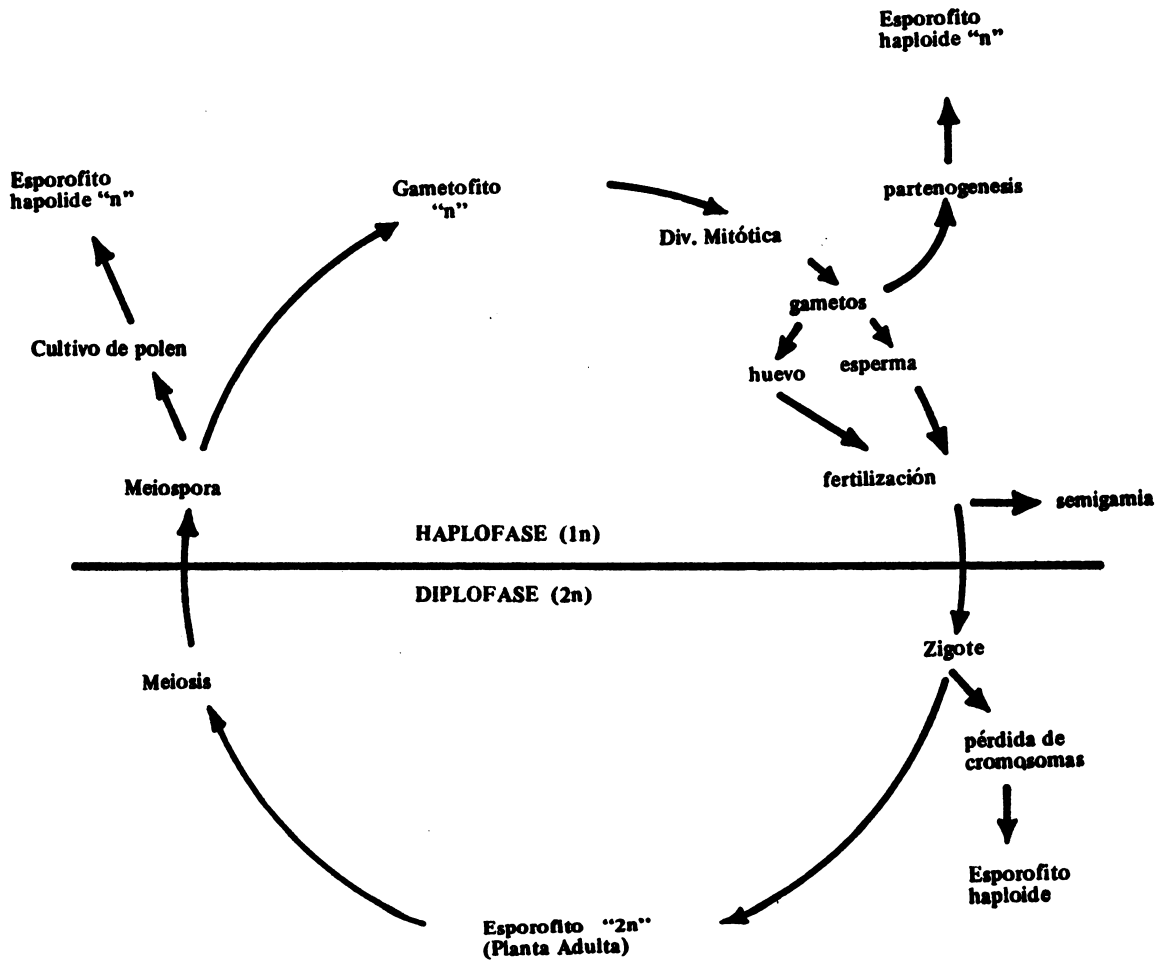 Esporofito
haploide “n”
Esporofito
hapolide “n”
Gametofito
“n”
partenogenesis
Div. Mitótica
gametos
Cultivo de polen
huevo
esperma
Meiospora
fertilización
semigamia
HAPLOFASE (1n)
DIPLOFASE (2n)
Zigote
Meiosis
pérdida de
cromosomas
Esporofito
haploide
Esporofito “2n”
(Planta Adulta)